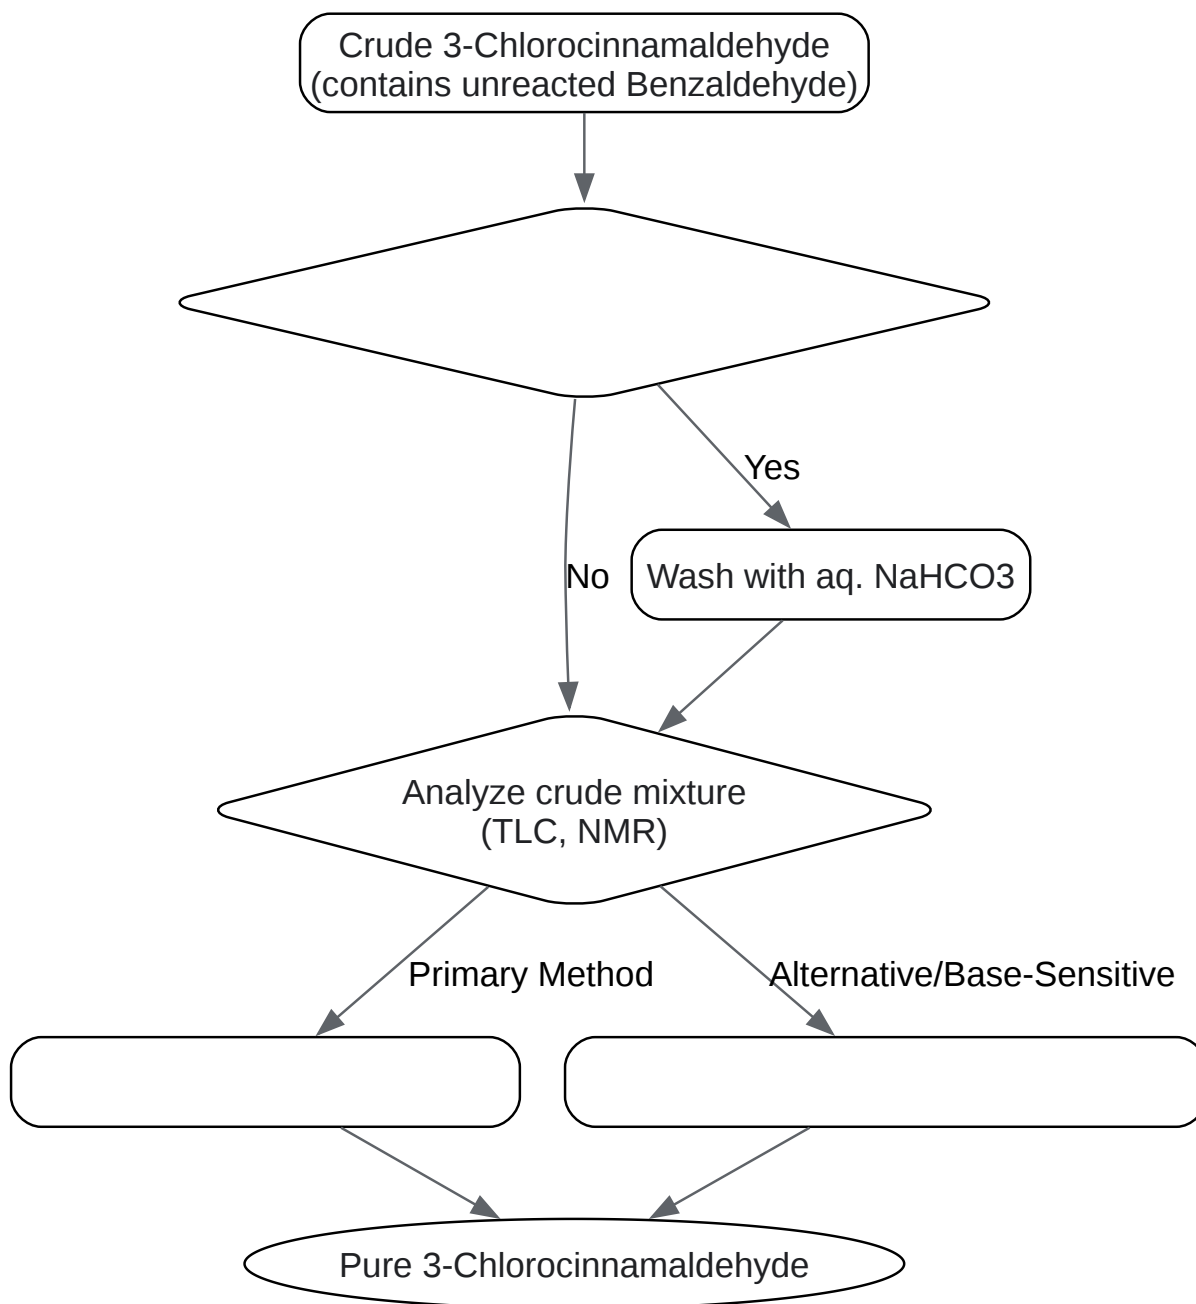 Crude 3-Chlorocinnamaldehyde
(contains unreacted Benzaldehyde)
Yes
No
Wash with aq. NaHCO3
Analyze crude mixture
(TLC, NMR)
Primary Method
Alternative/Base-Sensitive
Pure 3-Chlorocinnamaldehyde